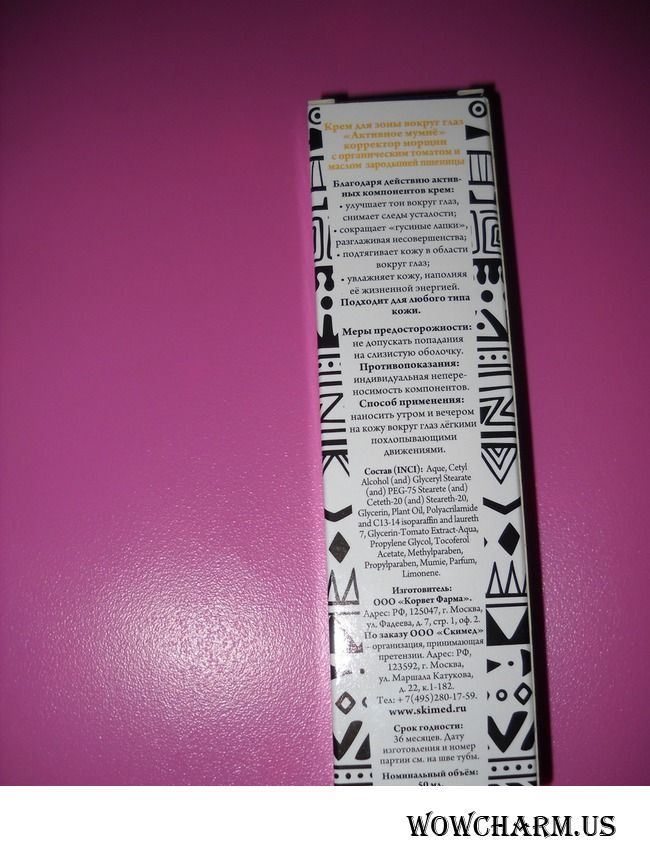 Крем для зоны вокруг глаз
«Активное мумиё»
корректор морщин
с органическим томатом и
маслом зародышей пшеницы
Благодаря действию актив-
ных компонентов крем:
• улучшает тон вокруг глаз,
снимает следы усталости;
• сокращает «гусиные лапки»,
разглаживая несовершенства;
• подтягивает кожу в области
вокруг глаз;
• увлажняет кожу, наполняя
её жизненной энергией.
Подходит для любого типа
кожи.
Меры предосторожности:
не допускать попадания
на слизистую оболочку.
Противопоказания:
индивидуальная непере-
носимость компонентов.
Способ применения:
наносить утром и вечером
на кожу вокруг глаз лёгкими
похлопывающими
движениями.
Состав (INCI): Aque, Cetyl
Alcohol (and) Glyceryl Stearate
(and) PEG-75 Stearete (and)
Ceteth-20 (and) Steareth-20,
Glycerin, Plant Oil, Polyacrilamide
and C13-14 isoparaffin and laureth
7, Glycerin-Tomato Extract-Aqua,
Propylene Glycol, Tocoferol
Acetate, Methylparaben,
Propylparaben, Mumie, Parfum,
Limonene.
Изготовитель:
ООО «Корвет Фарма».
Адрес: РФ, 125047, г. Москва,
ул. Фадеева, д. 7, стр. 1, оф. 2.
По заказу ООО «Скимед»
– организация, принимающая
претензии. Адрес: РФ,
123592, г. Москва,
ул. Маршала Катукова,
д. 22, к.1-182.
Тел: + 7(495)280-17-59.
www.skimed.ru
Срок годности:
36 месяцев. Дату
изготовления и номер
партии см. на шве тубы.
Номинальный объём:
50 мл.
WOWCHARM.US